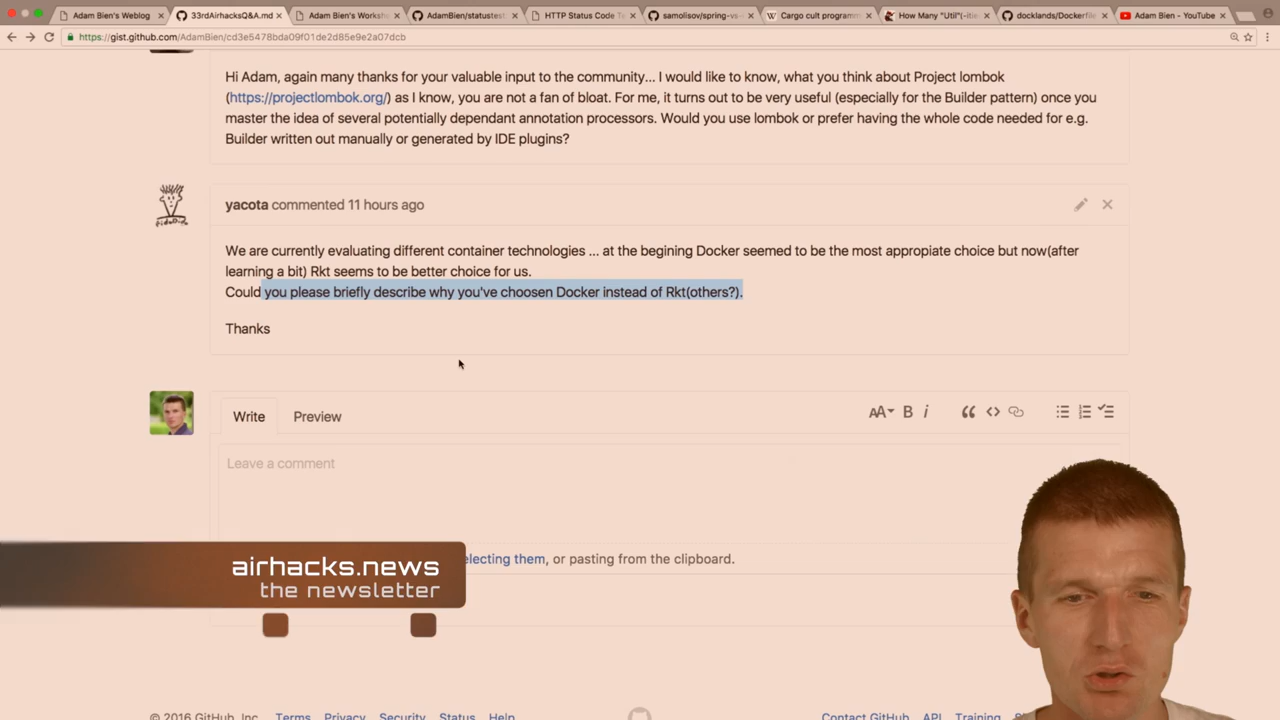 Adam Bien's Weblog
33rdAirhacksQ&A.md
Adam Bien's Worksh
AdamBien/statustest
HTTP Status Code Te
samolisov/spring-vs-
Cargo cult programm
How Many "Util"(-itie
docklands/Dockerfile
Adam Bien - YouTube
https://gist.github.com/AdamBien/cd3e5478bda09f01de2d85e9e2a07dcb
Hi Adam, again many thanks for your valuable input to the community... I would like to know, what you think about Project lombok
(https://projectlombok.org/) as I know, you are not a fan of bloat. For me, it turns out to be very useful (especially for the Builder pattern) once you
master the idea of several potentially dependant annotation processors. Would you use lombok or prefer having the whole code needed for e.g.
Builder written out manually or generated by IDE plugins?
yacota commented 11 hours ago
We are currently evaluating different container technologies ... at the begining Docker seemed to be the most appropiate choice but now(after
learning a bit) Rkt seems to be better choice for us.
Could you please briefly describe why you've choosen Docker instead of Rkt(others?).
Thanks
Write
Preview
AA
B
i
Leave a comment
electing them, or pasting from the clipboard.
airhacks.news
the newsletter
© 2016 GitHub, Inc.
Terms
Privacy
Security
Status
Help
Contact GitHub
API
Training